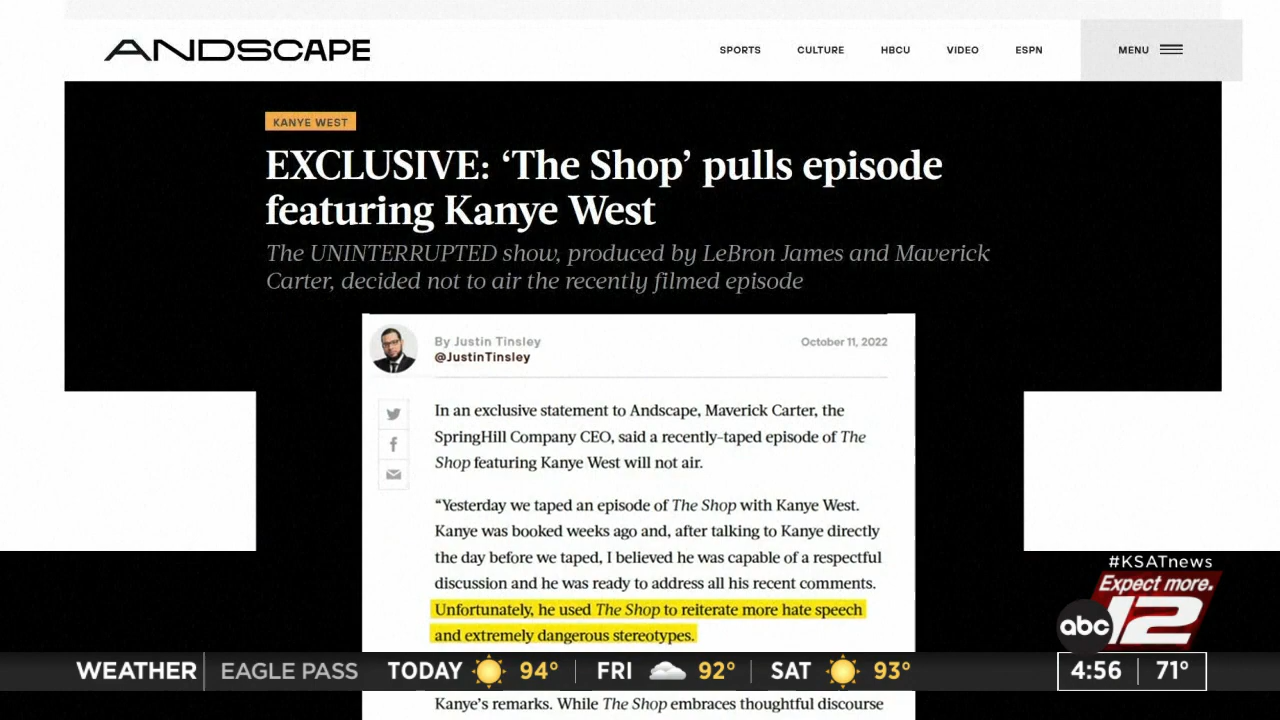 ANDSCAPE
SPORTS CULTURE HBCU VIDEO ESPN MENU
KANYE WEST
EXCLUSIVE: ‘The Shop’ pulls episode
featuring Kanye West
The UNINTERRUPTED show, produced by LeBron James and Maverick
Carter, decided not to air the recently filmed episode
By Justin Tinsley October 11, 2022
@JustinTinsley
In an exclusive statement to Andscape, Maverick Carter, the
SpringHill Company CEO, said a recently-taped episode of The
Shop featuring Kanye West will not air.
“Yesterday we taped an episode of The Shop with Kanye West.
Kanye was booked weeks ago and, after talking to Kanye directly
the day before we taped, I believed he was capable of a respectful
discussion and he was ready to address all his recent comments.
Unfortunately, he used The Shop to reiterate more hate speech
and extremely dangerous stereotypes.
#KSATnews
Expect more.
abc 12
WEATHER EAGLE PASS TODAY 94° FRI 92° SAT 93° 4:56 71°
Kanye’s remarks. While The Shop embraces thoughtful discourse